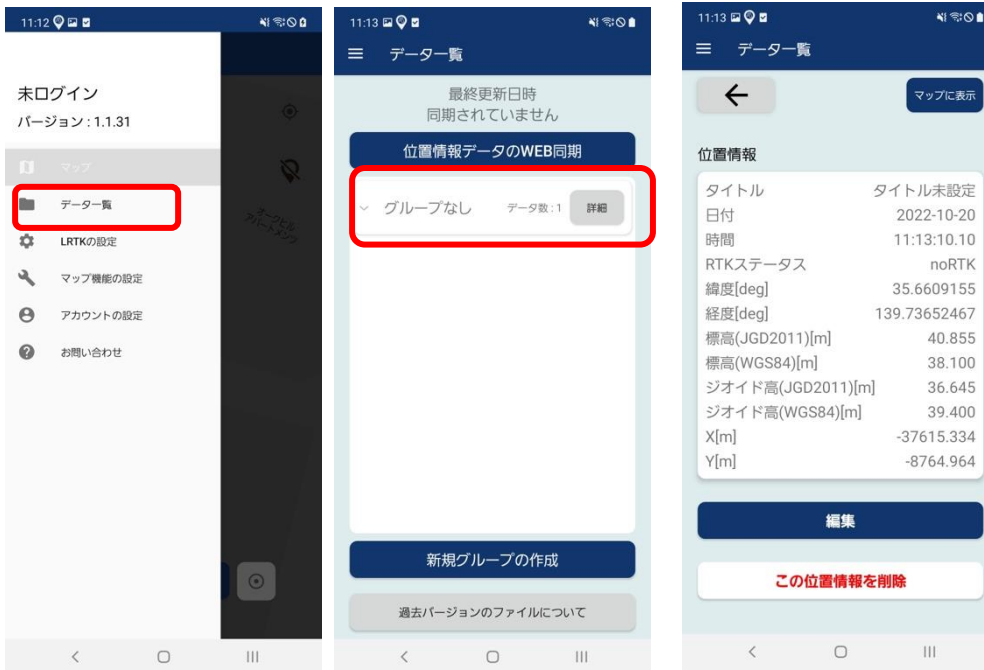 11:12
未ログイン
バージョン : 1.1.31
マップ
データ一覧
LRTKの設定
マップ機能の設定
アカウントの設定
お問い合わせ
11:13
データ一覧
最終更新日時
同期されていません
位置情報データのWEB同期
グループなし データ数 : 1 詳細
新規グループの作成
過去バージョンのファイルについて
11:13
データ一覧
マップに表示
位置情報
タイトル タイトル未設定
日付 2022-10-20
時間 11:13:10.10
RTKステータス noRTK
緯度[deg] 35.6609155
経度[deg] 139.73652467
標高(JGD2011)[m] 40.855
標高(WGS84)[m] 38.100
ジオイド高(JGD2011)[m] 36.645
ジオイド高(WGS84)[m] 39.400
X[m] -37615.334
Y[m] -8764.964
編集
この位置情報を削除